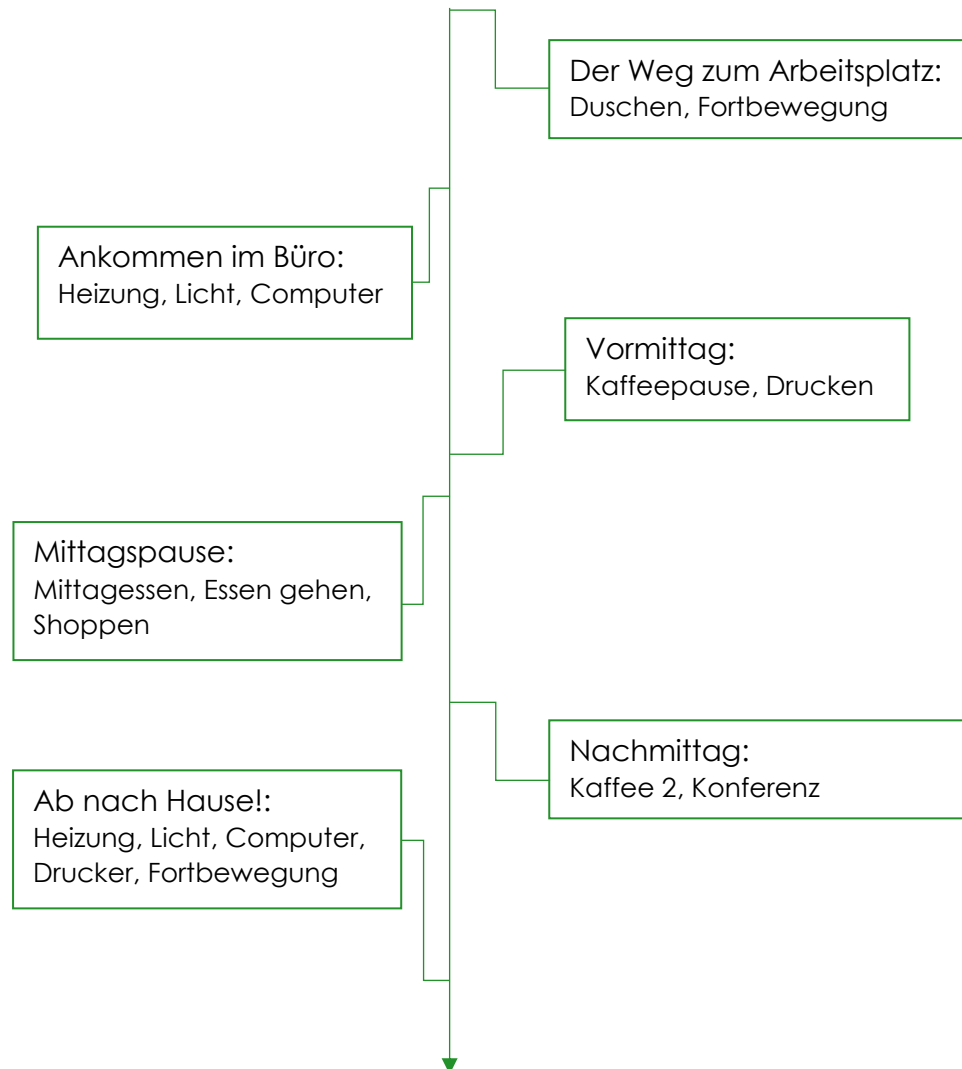 Der Weg zum Arbeitsplatz:
Duschen, Fortbewegung
Ankommen im Büro:
Heizung, Licht, Computer
Vormittag:
Kaffeepause, Drucken
Mittagspause:
Mittagessen, Essen gehen,
Shoppen
Nachmittag:
Kaffee 2, Konferenz
Ab nach Hause!:
Heizung, Licht, Computer,
Drucker, Fortbewegung